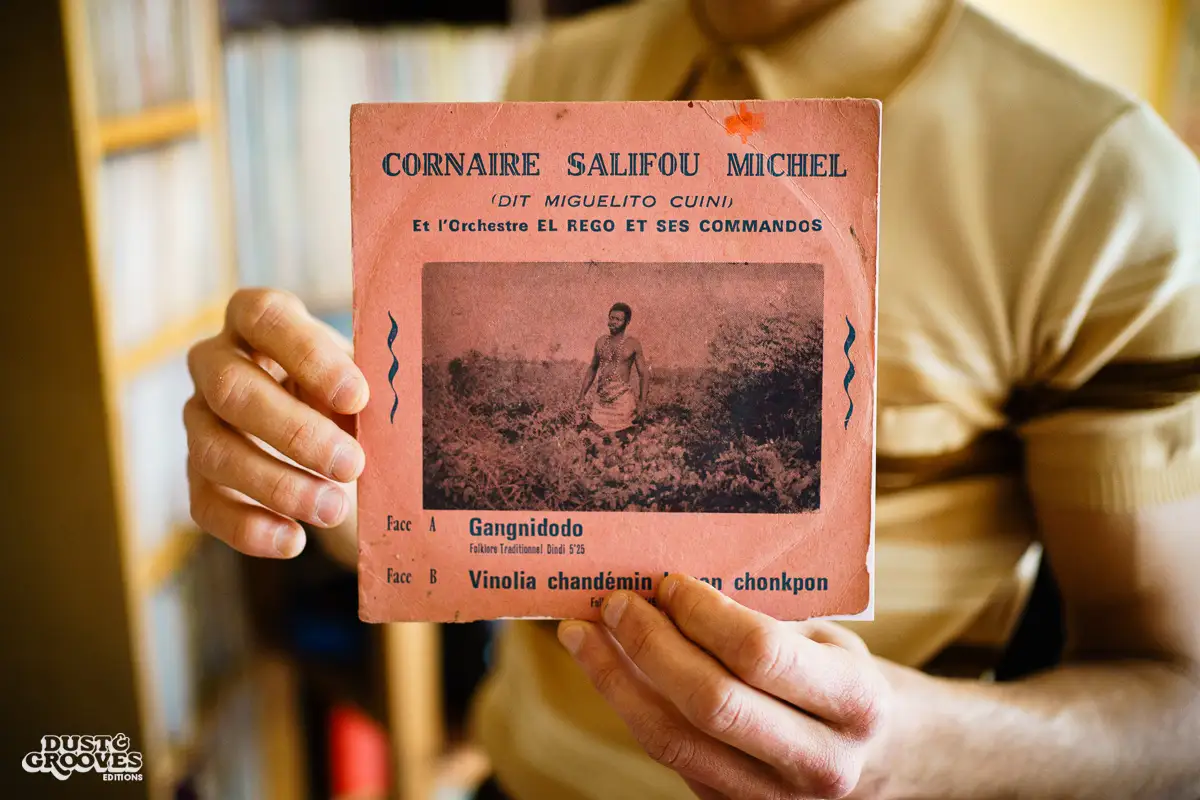 CORNAIRE SALIFOU MICHEL
(DIT MIGUELITO CUINI)
Et l'Orchestre EL REGO ET SES COMMANDOS
Face A Gangnidodo
Folklore Traditionnel Dindi 5'25
Face B Vinolia chandémin chonkpon
DUST & GROOVES
EDITIONS